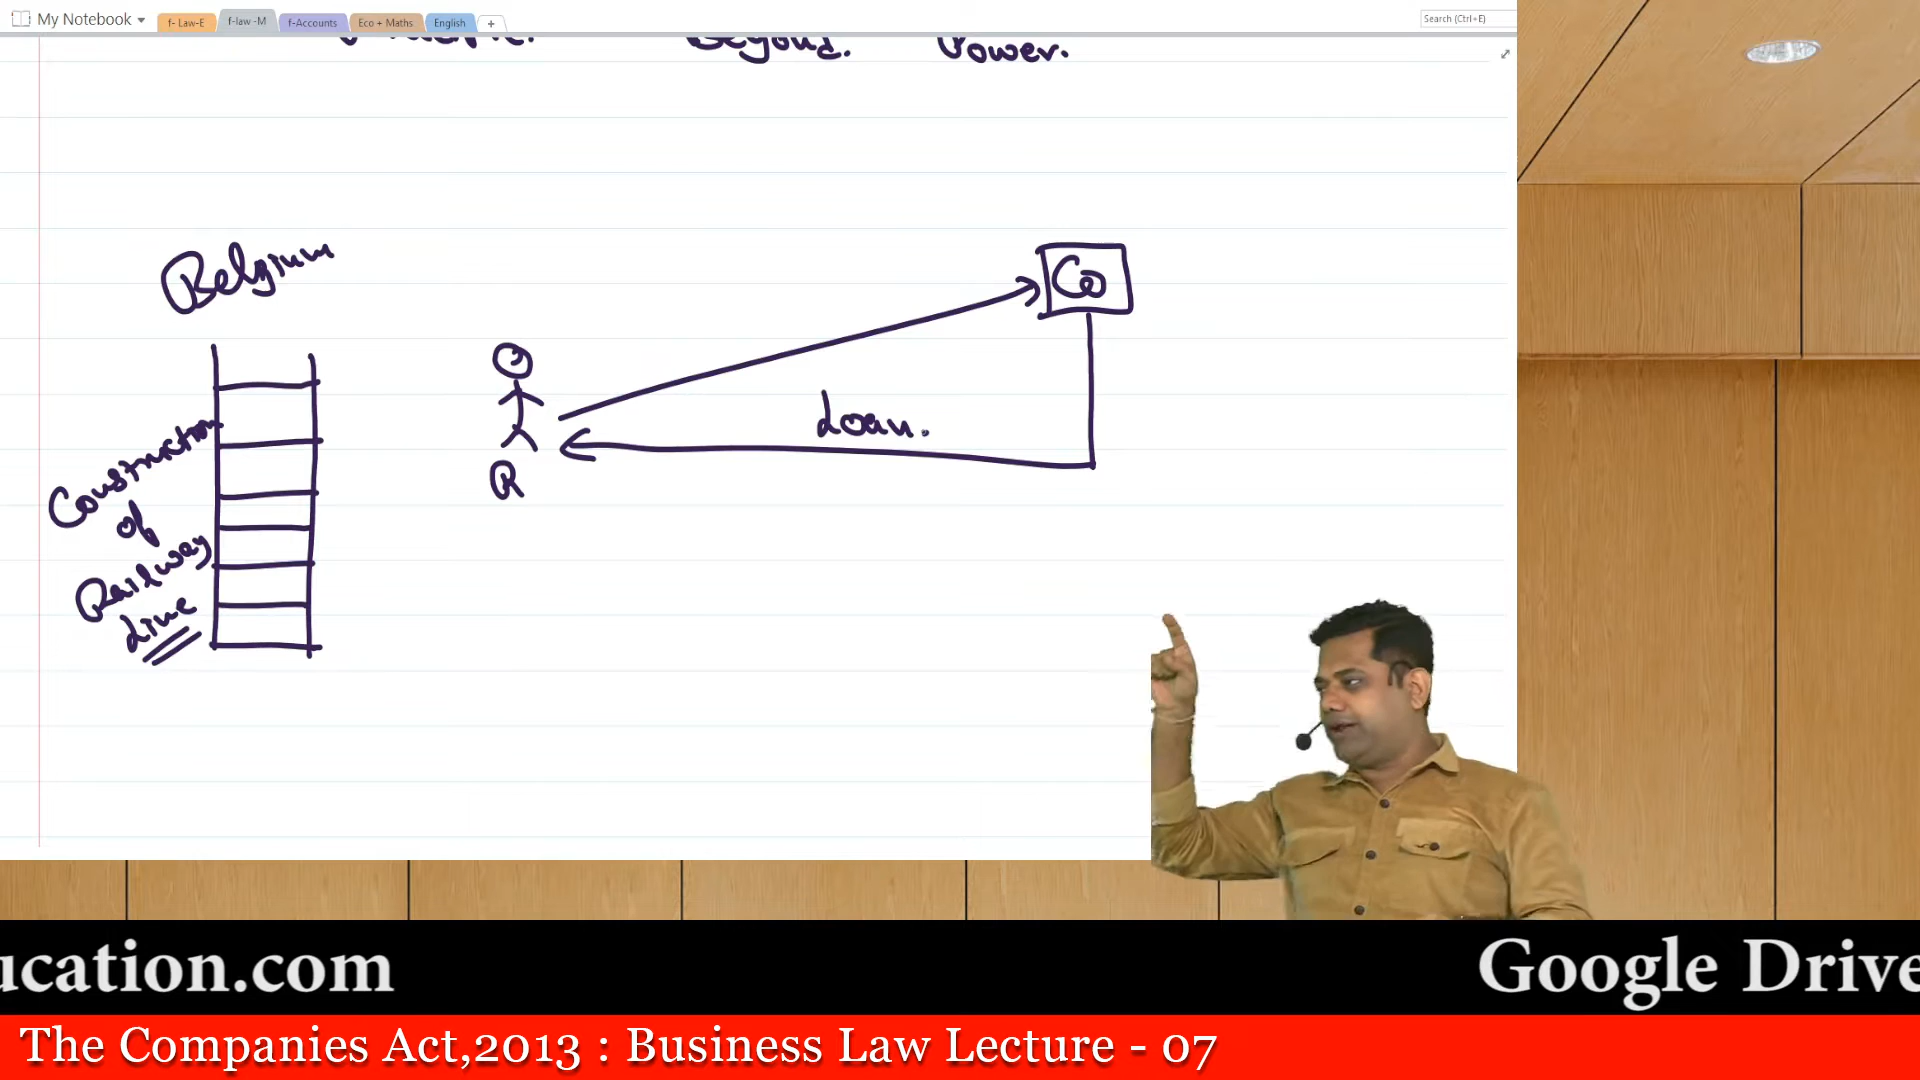 My Notebook
f- Law-E
f-law -M
f-Accounts
Eco + Maths
English
+
Search (Ctrl+E)
Beyond. Power.
Belgium
Co
Loan.
R
Construction
of
Railway
Line
ucation.com
Google Drive
The Companies Act,2013 : Business Law Lecture - 07